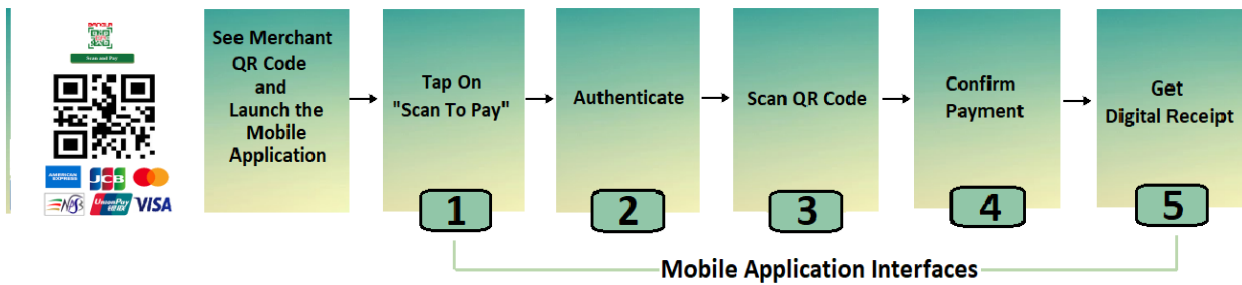 Scan and Pay
AMERICAN
EXPRESS
JCB
NPSB
UnionPay
银联
VISA
See Merchant
QR Code
and
Launch the
Mobile
Application
Tap On
"Scan To Pay"
1
Authenticate
2
Scan QR Code
3
Confirm
Payment
4
Get
Digital Receipt
5
Mobile Application Interfaces